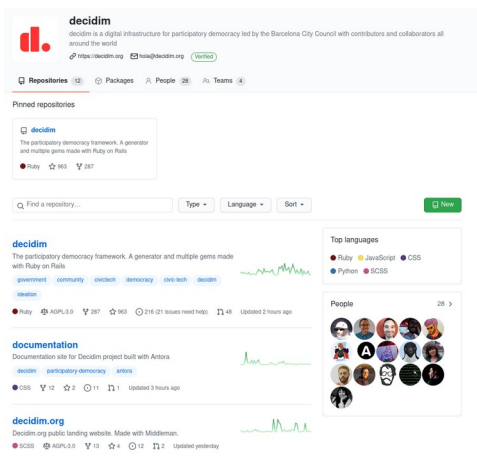 dl.
decidim
decidim is a digital infrastructure for participatory democracy led by the Barcelona City Council with contributors and collaborators all
around the world
https://decidim.org hola@decidim.org Verified
Repositories 12 Packages People 28 Teams 4
Pinned repositories
decidim
The participatory democracy framework. A generator
and multiple gems made with Ruby on Rails
Ruby 963 287
Find a repository… Type Language Sort New
decidim
The participatory democracy framework. A generator and multiple gems made
with Ruby on Rails
government community civictech democracy civic-tech decidim
ideation
Ruby AGPL-3.0 287 963 216 (21 issues need help) 48 Updated 2 hours ago
documentation
Documentation site for Decidim project built with Antora
decidim participatory-democracy antora
CSS 12 2 11 1 Updated 3 hours ago
decidim.org
Decidim.org public landing website. Made with Middleman.
SCSS AGPL-3.0 13 4 12 2 Updated yesterday
Top languages
Ruby JavaScript CSS
Python SCSS
People 28
A